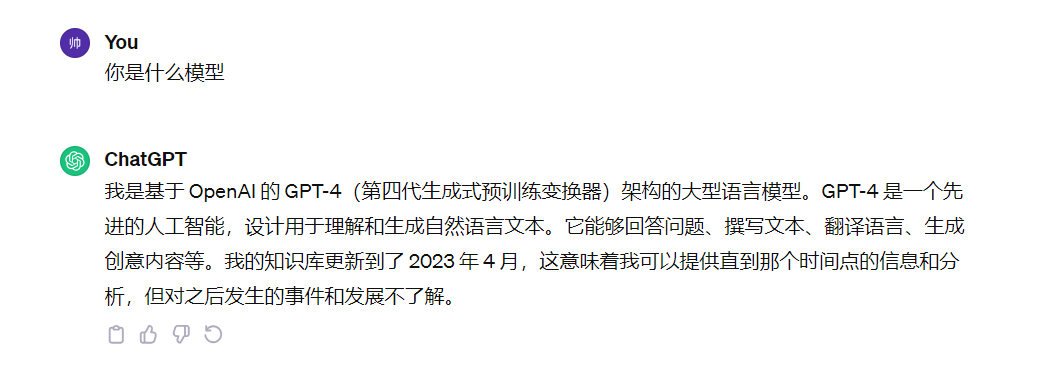 帅
You
你是什么模型
ChatGPT
我是基于 OpenAI 的 GPT-4（第四代生成式预训练变换器）架构的大型语言模型。GPT-4 是一个先
进的人工智能，设计用于理解和生成自然语言文本。它能够回答问题、撰写文本、翻译语言、生成
创意内容等。我的知识库更新到了 2023 年 4 月，这意味着我可以提供直到那个时间点的信息和分
析，但对之后发生的事件和发展不了解。